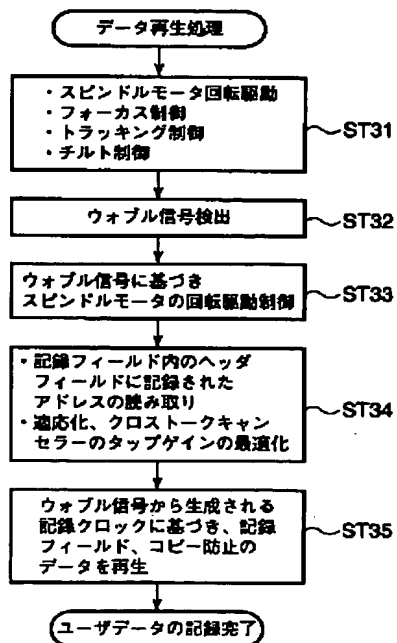 データ再生処理
・スピンドルモータ回転駆動
・フォーカス制御
・トラッキング制御
・チルト制御
ST31
ウォブル信号検出
ST32
ウォブル信号に基づき
スピンドルモータの回転駆動制御
ST33
・記録フィールド内のヘッダ
フィールドに記録された
アドレスの読み取り
・適応化、クロストークキャン
セラーのタップゲインの最適化
ST34
ウォブル信号から生成される
記録クロックに基づき、記録
フィールド、コピー防止の
データを再生
ST35
ユーザデータの記録完了